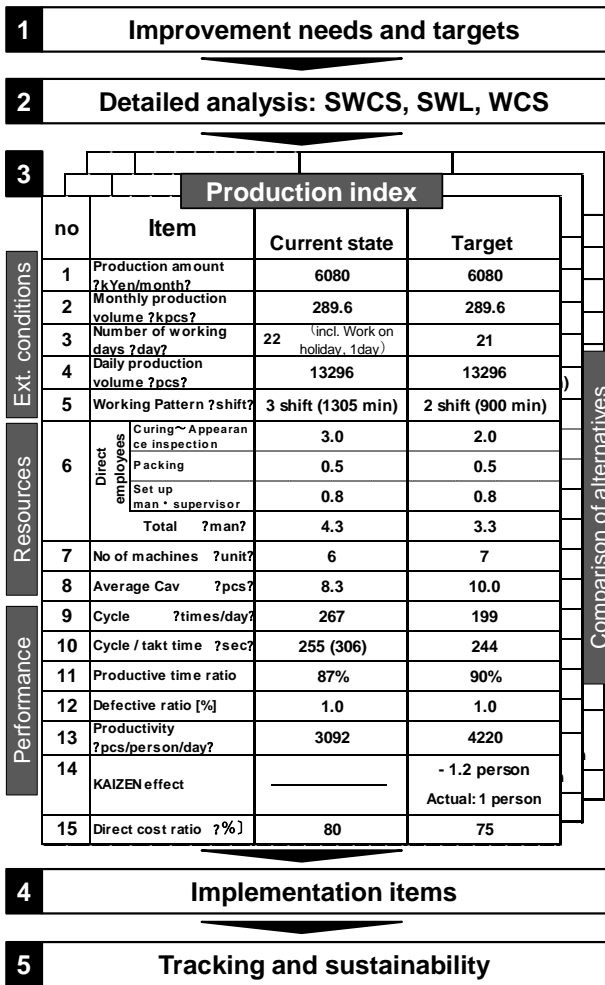 1 Improvement needs and targets
2 Detailed analysis: SWCS, SWL, WCS
3
Production index
no Item Current state Target
1 Production amount ?kYen/month? 6080 6080
2 Monthly production volume ?kpcs? 289.6 289.6
3 Number of working days ?day? 22 (incl. Work on holiday, 1day) 21
4 Daily production volume ?pcs? 13296 13296
5 Working Pattern ?shift? 3 shift (1305 min) 2 shift (900 min)
6 Direct employees
Curing～Appearan ce inspection 3.0 2.0
Packing 0.5 0.5
Set up man・supervisor 0.8 0.8
Total ?man? 4.3 3.3
7 No of machines ?unit? 6 7
8 Average Cav ?pcs? 8.3 10.0
9 Cycle ?times/day? 267 199
10 Cycle / takt time ?sec? 255 (306) 244
11 Productive time ratio 87% 90%
12 Defective ratio [%] 1.0 1.0
13 Productivity ?pcs/person/day? 3092 4220
14 KAIZEN effect - 1.2 person
Actual: 1 person
15 Direct cost ratio ?%〕 80 75
Ext. conditions
Resources
Performance
Comparison of alternatives
4 Implementation items
5 Tracking and sustainability